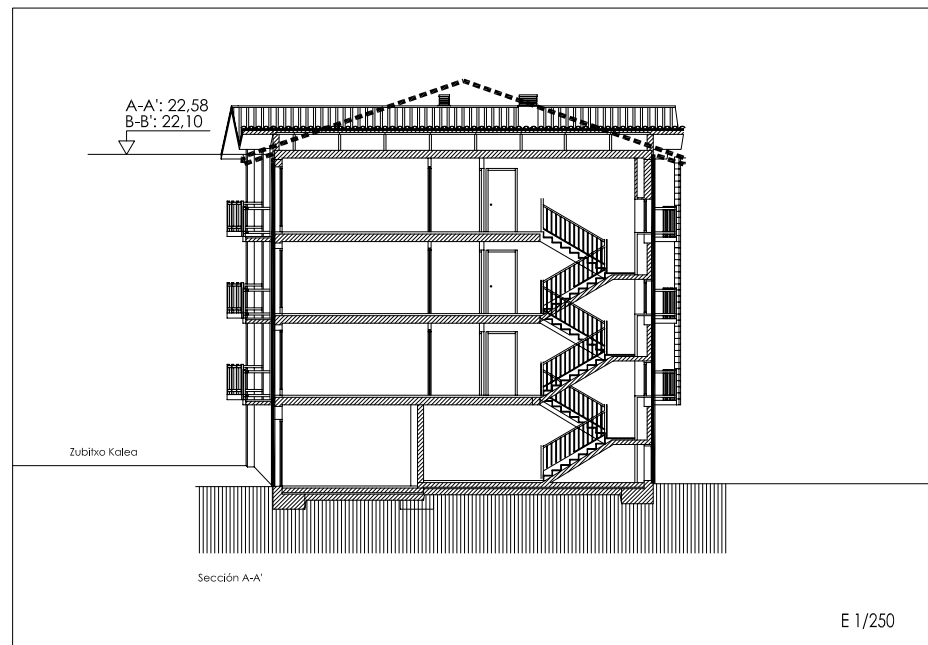 A-A': 22,58
B-B': 22,10
Zubitxo Kalea
Sección A-A'
E 1/250